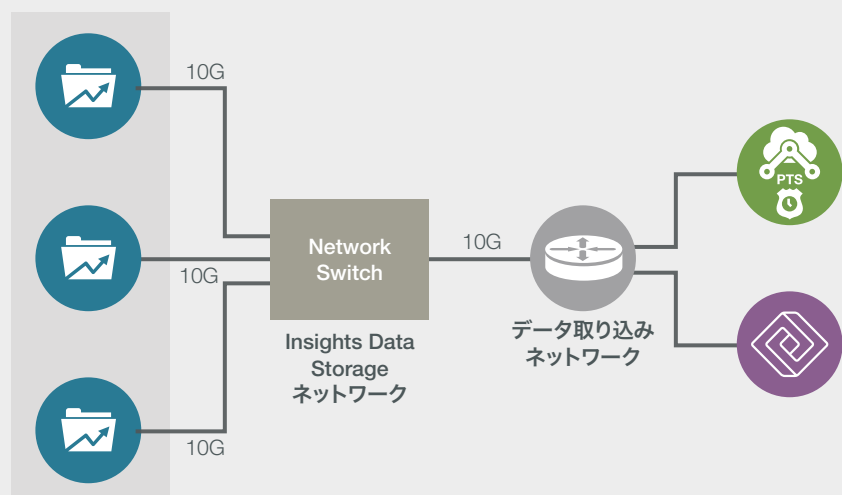 10G
10G
10G
Network
Switch
Insights Data
Storage
ネットワーク
10G
データ取り込み
ネットワーク
PTS